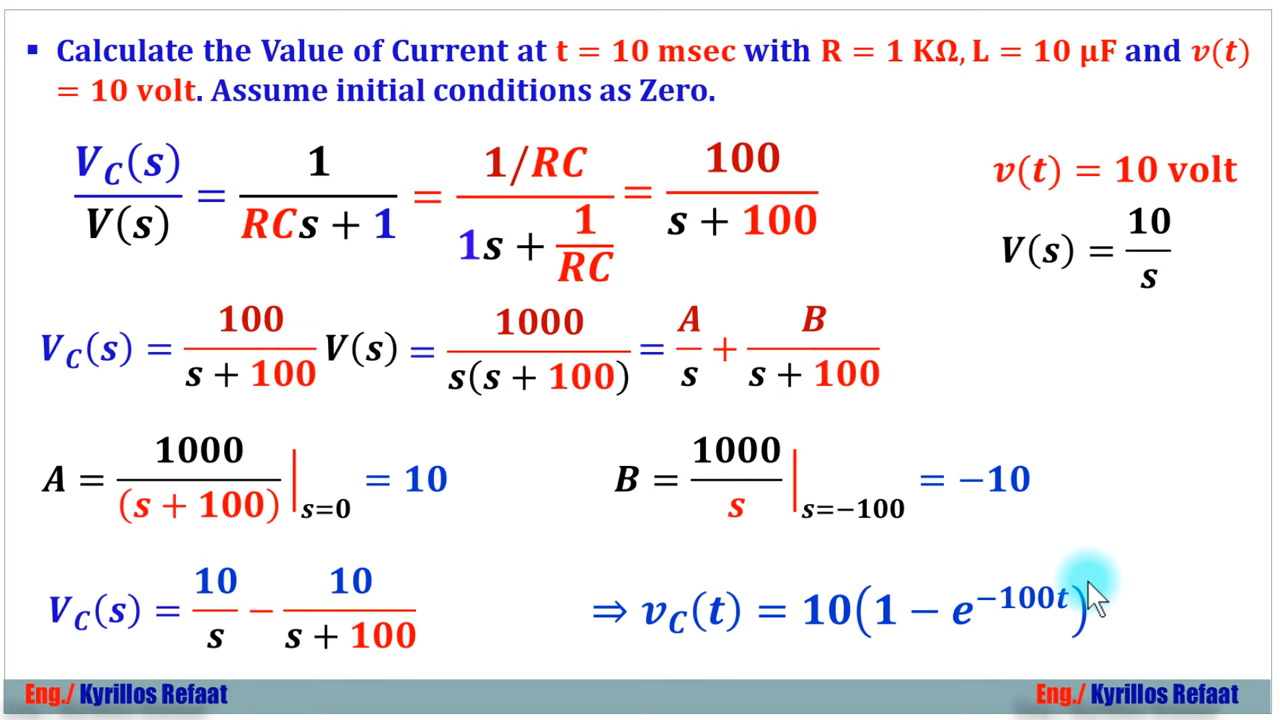 ▪ Calculate the Value of Current at t = 10 msec with R = 1 KΩ, L = 10 μF and v(t)
= 10 volt. Assume initial conditions as Zero.
V_C(s)/V(s) = 1/(RCs + 1) = (1/RC)/(1s + 1/RC) = 100/(s + 100)
v(t) = 10 volt
V(s) = 10/s
V_C(s) = 100/(s + 100) V(s) = 1000/(s(s + 100)) = A/s + B/(s + 100)
A = 1000/(s + 100) |_{s=0} = 10
B = 1000/s |_{s=−100} = −10
V_C(s) = 10/s − 10/(s + 100)
⇒ v_C(t) = 10(1 − e^{−100t})
Eng./ Kyrillos Refaat
Eng./ Kyrillos Refaat